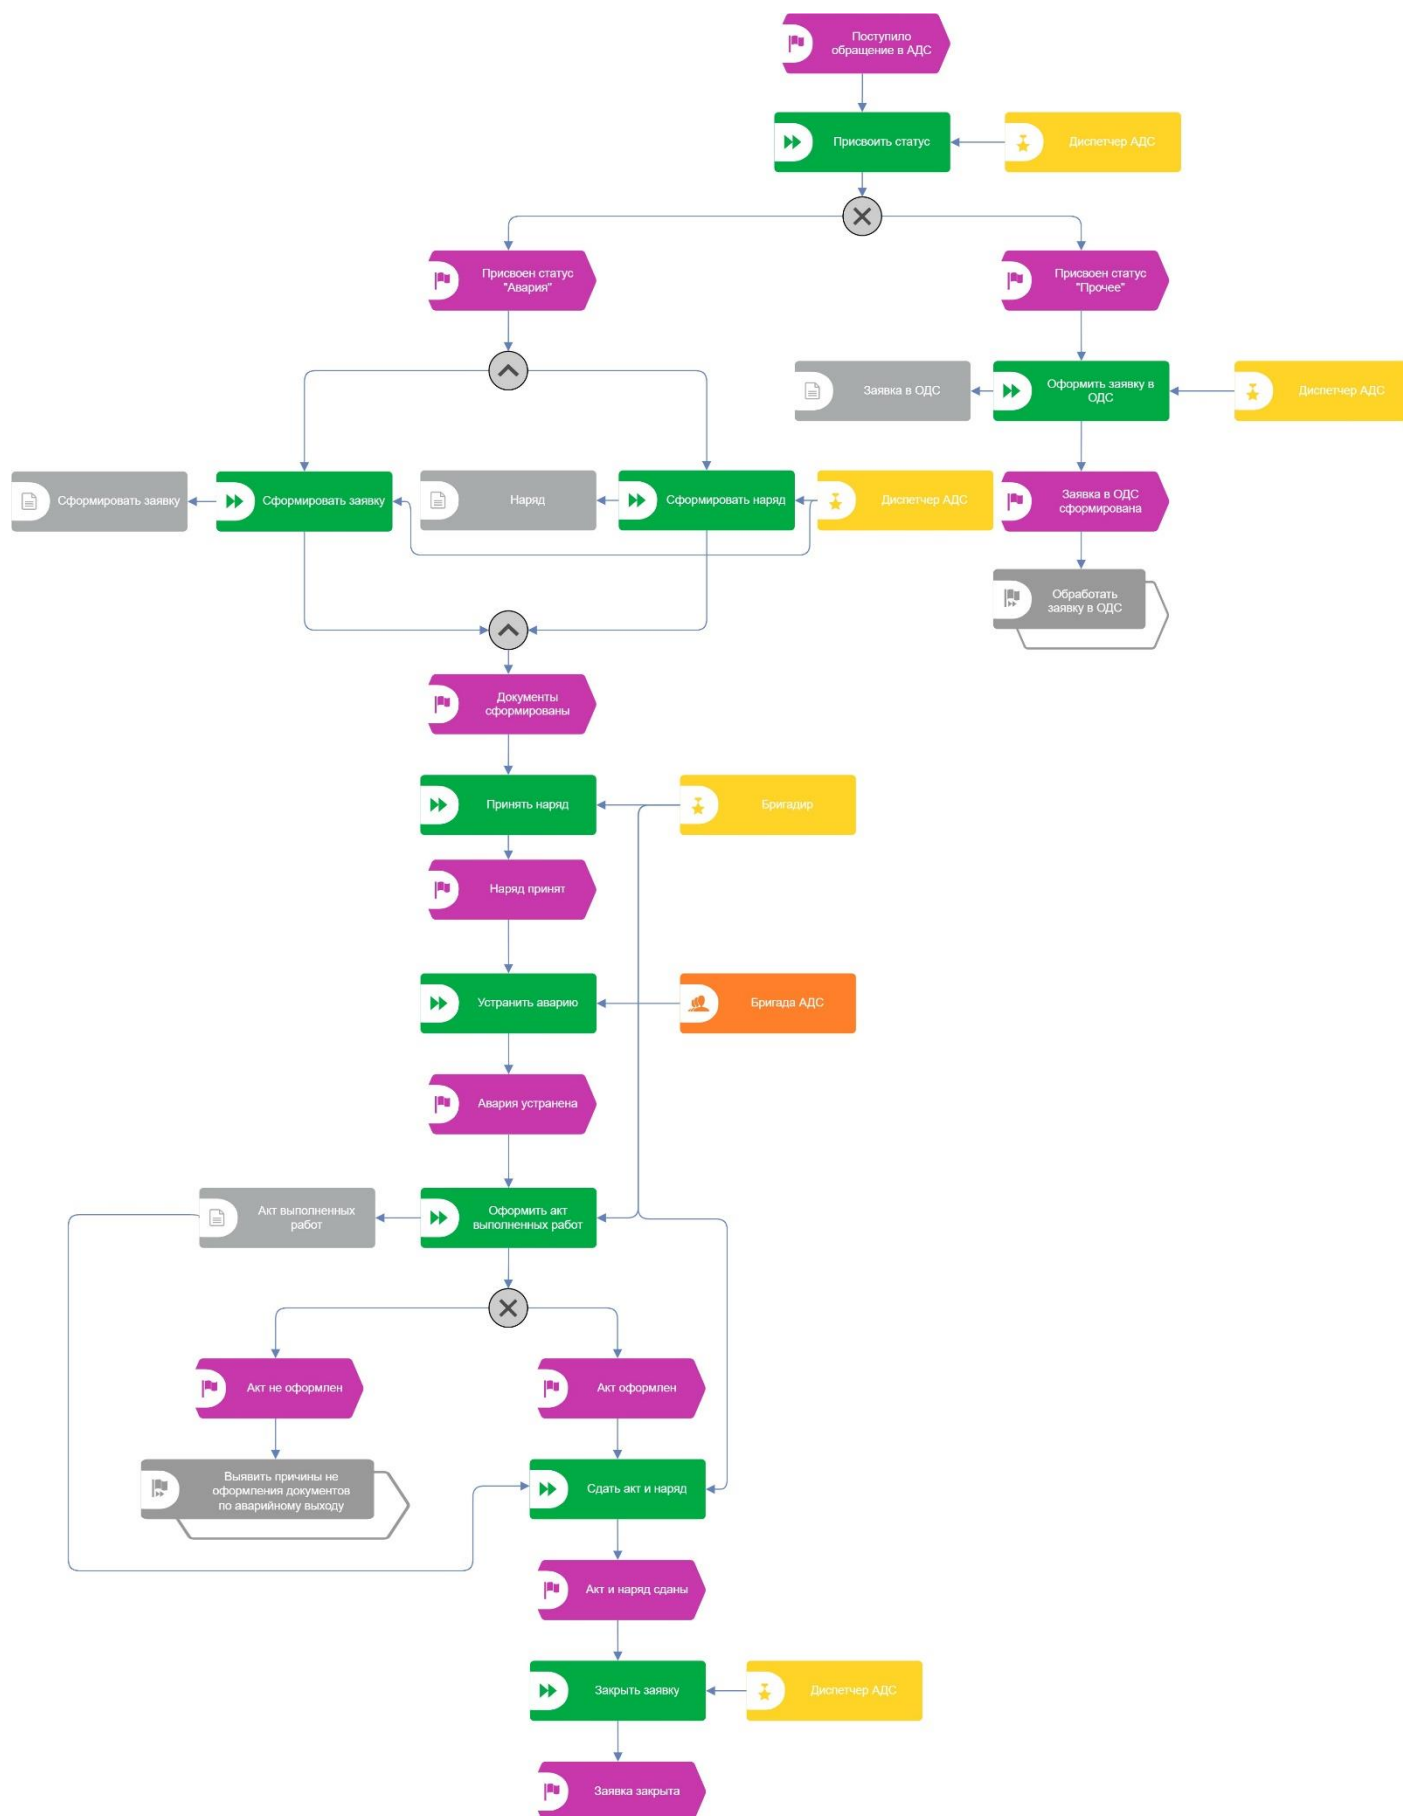 Поступило
обращение в АДС
Присвоить статус
Диспетчер АДС
Присвоен статус
"Авария"
Присвоен статус
"Прочее"
Заявка в ОДС
Оформить заявку в
ОДС
Диспетчер АДС
Сформировать заявку
Сформировать заявку
Наряд
Сформировать наряд
Диспетчер АДС
Заявка в ОДС
сформирована
Обработать
заявку в ОДС
Документы
сформированы
Принять наряд
Бригадир
Наряд принят
Устранить аварию
Бригада АДС
Авария устранена
Акт выполненных
работ
Оформить акт
выполненных работ
Акт не оформлен
Акт оформлен
Выявить причины не
оформления документов
по аварийному выходу
Сдать акт и наряд
Акт и наряд сданы
Закрыть заявку
Диспетчер АДС
Заявка закрыта